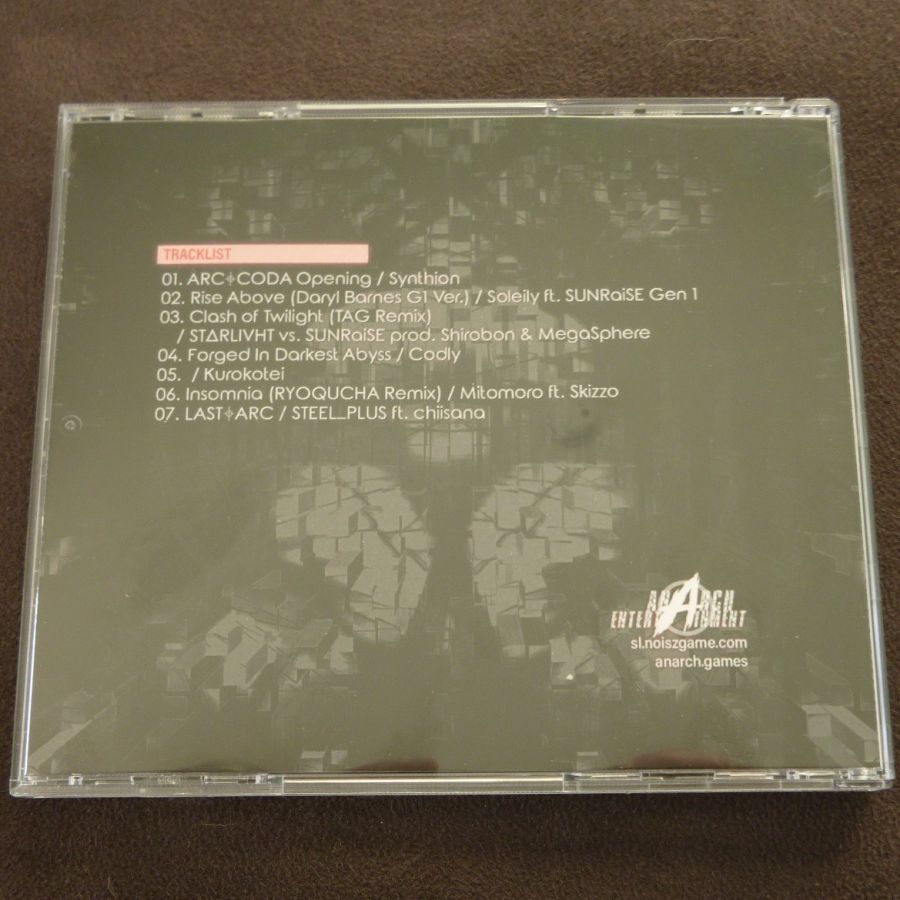 TRACKLIST
01. ARC⌖CODA Opening / Synthion
02. Rise Above (Daryl Barnes G1 Ver.) / Soleily ft. SUNRaiSE Gen 1
03. Clash of Twilight (TAG Remix)
/ STΔRLIVHT vs. SUNRaiSE prod. Shirobon & MegaSphere
04. Forged In Darkest Abyss / Codly
05. / Kurokotei
06. Insomnia (RYOQUCHA Remix) / Mitomoro ft. Skizzo
07. LAST⌖ARC / STEEL_PLUS ft. chiisana
ANARCH
ENTERTAINMENT
sl.noiszgame.com
anarch.games